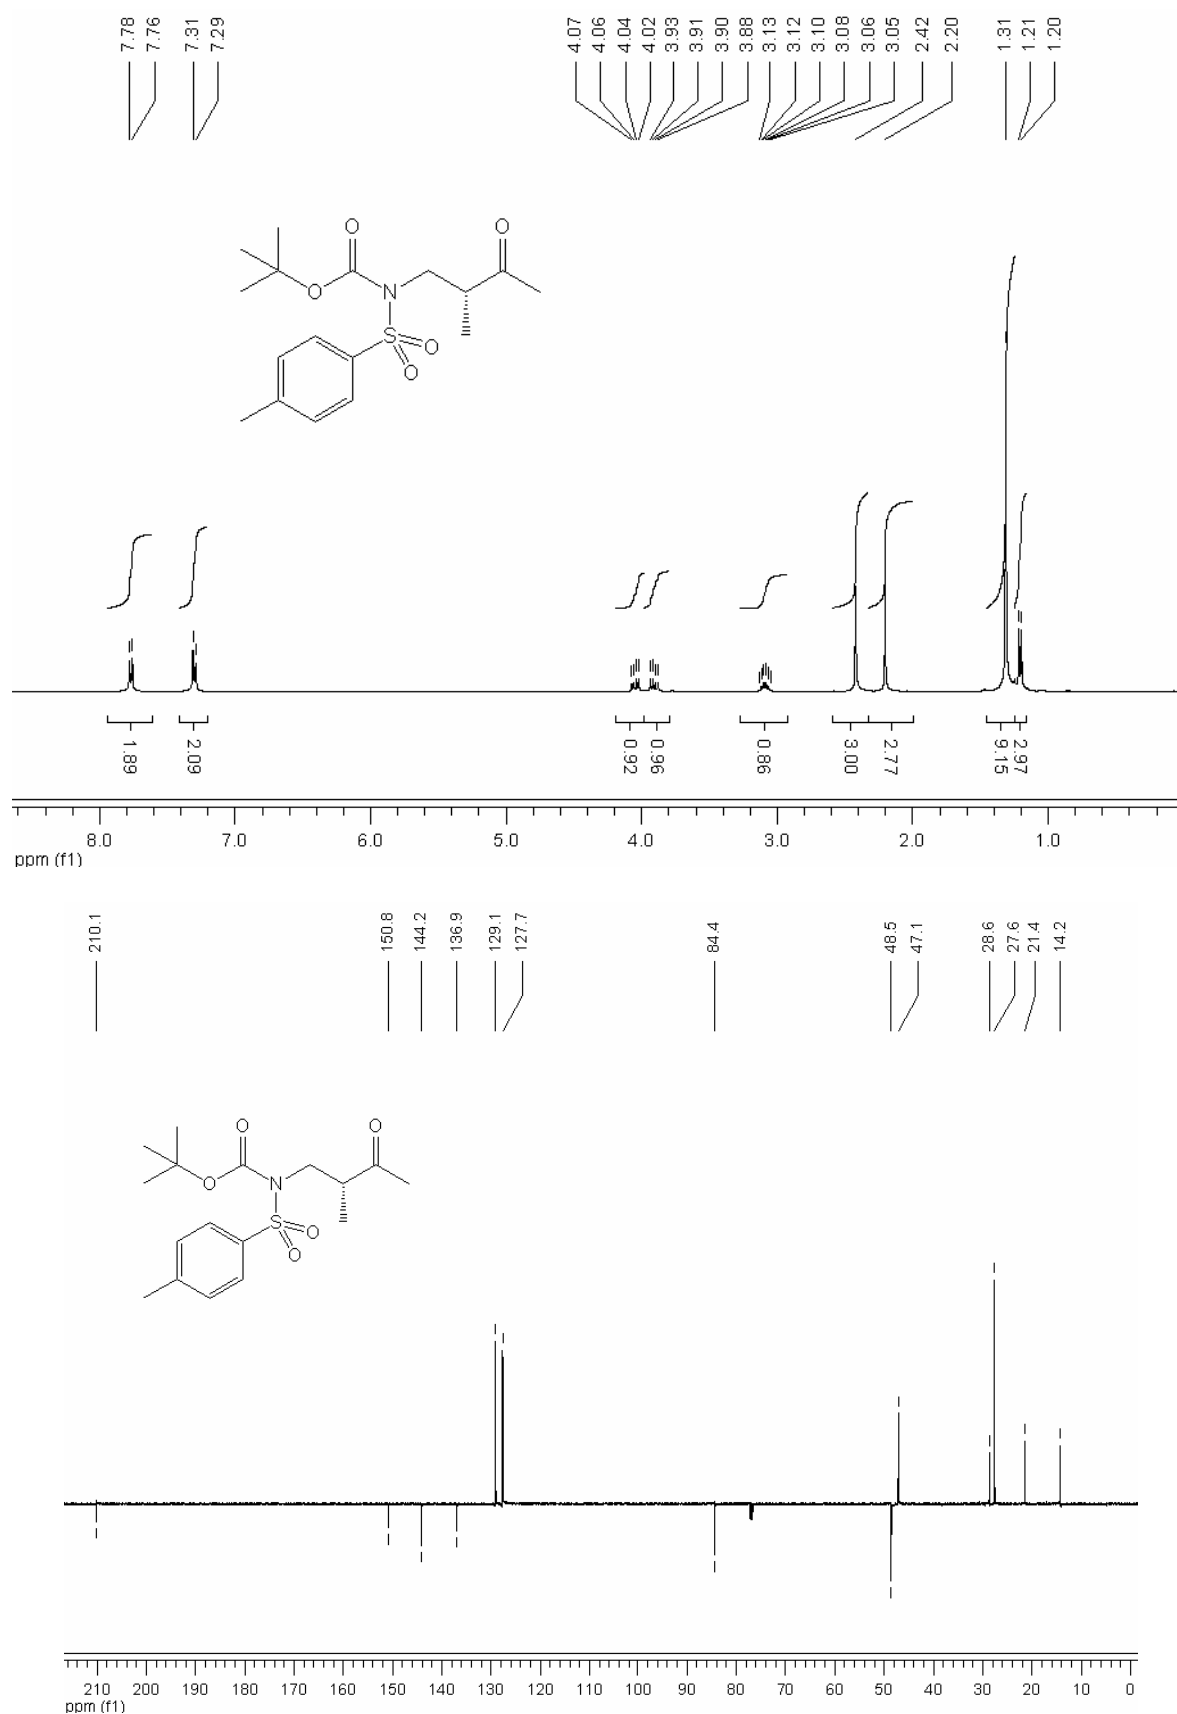 7.78 7.76 7.31 7.29 4.07 4.06 4.04 4.02 3.93 3.91 3.90 3.88 3.13 3.12 3.10 3.08 3.06 3.05 2.42 2.20 1.31 1.21 1.20
O O
O N
S O
O
1.89 2.09 0.92 0.96 0.86 3.00 2.77 9.15 2.97
8.0 7.0 6.0 5.0 4.0 3.0 2.0 1.0
ppm (f1)
210.1 150.8 144.2 136.9 129.1 127.7 84.4 48.5 47.1 28.6 27.6 21.4 14.2
O O
O N
S O
O
210 200 190 180 170 160 150 140 130 120 110 100 90 80 70 60 50 40 30 20 10 0
ppm (f1)